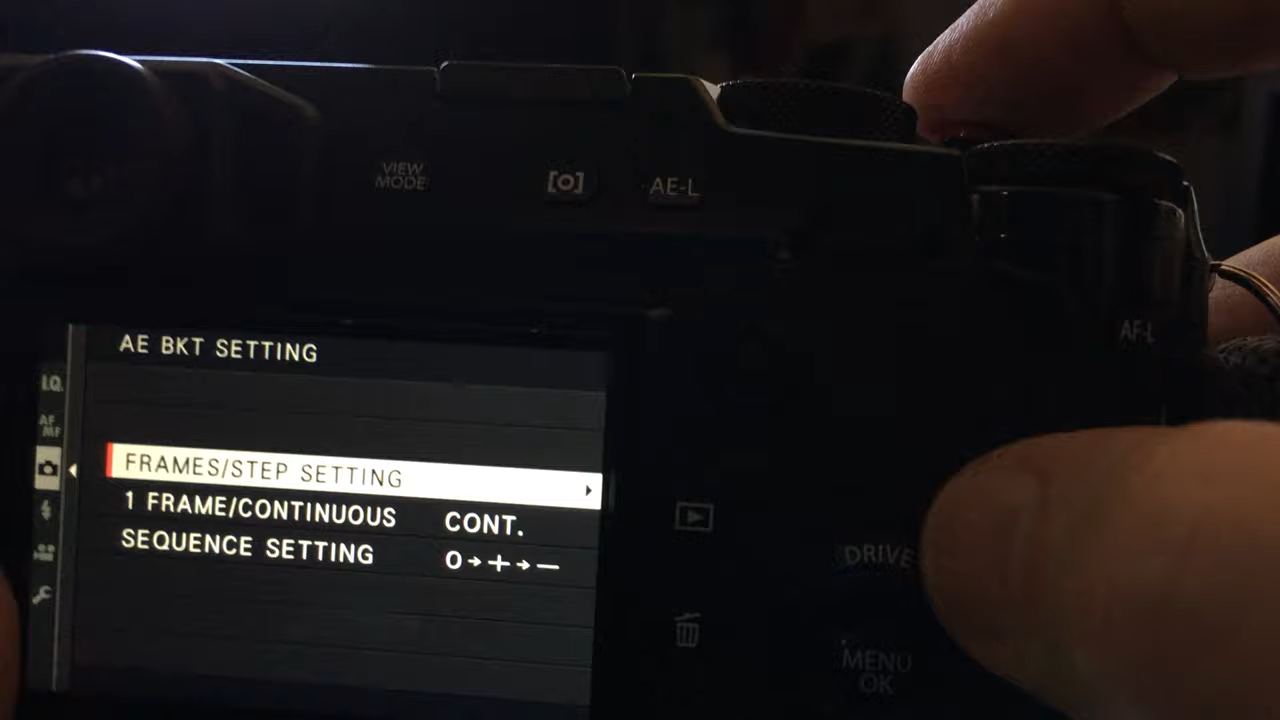 VIEW
MODE
AE-L
AF-L
AE BKT SETTING
I.Q.
AF
MF
FRAMES/STEP SETTING
1 FRAME/CONTINUOUS CONT.
SEQUENCE SETTING 0→+→−
DRIVE
MENU
OK